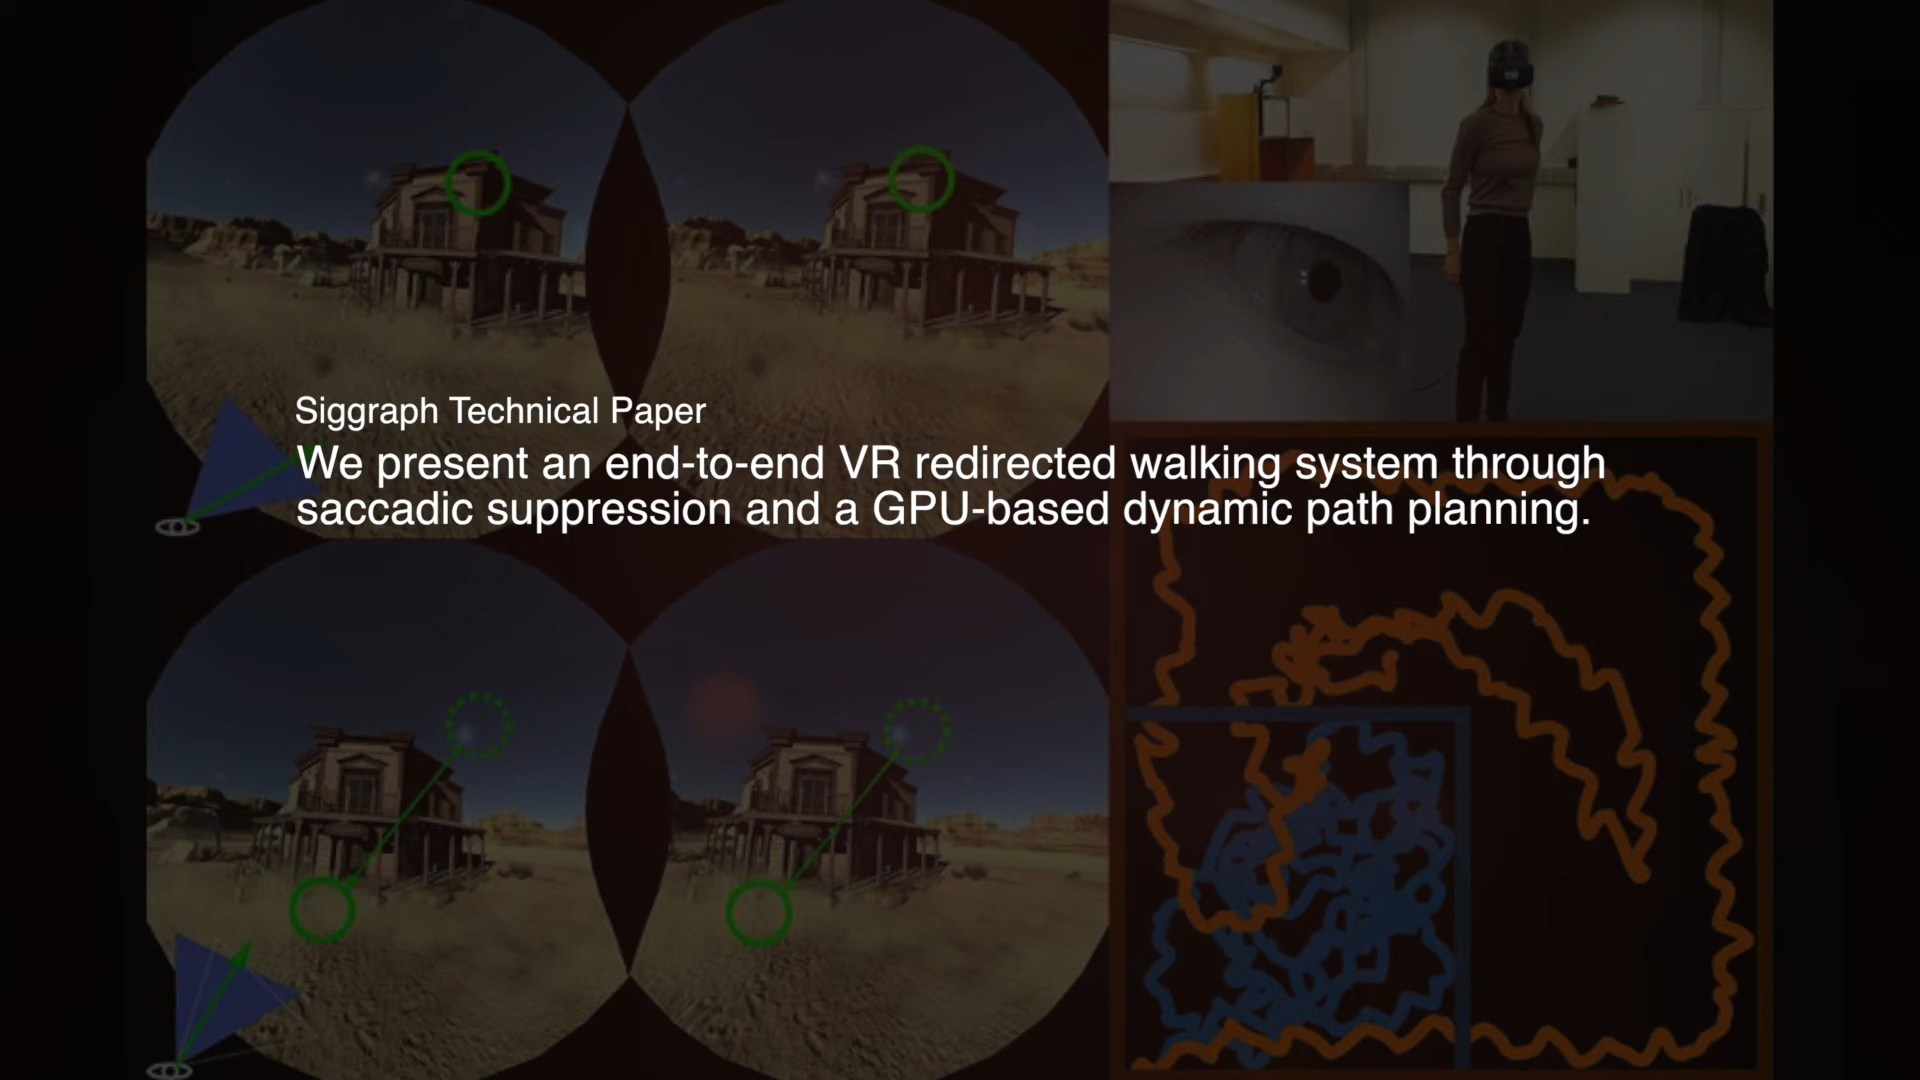 Siggraph Technical Paper
We present an end-to-end VR redirected walking system through
saccadic suppression and a GPU-based dynamic path planning.